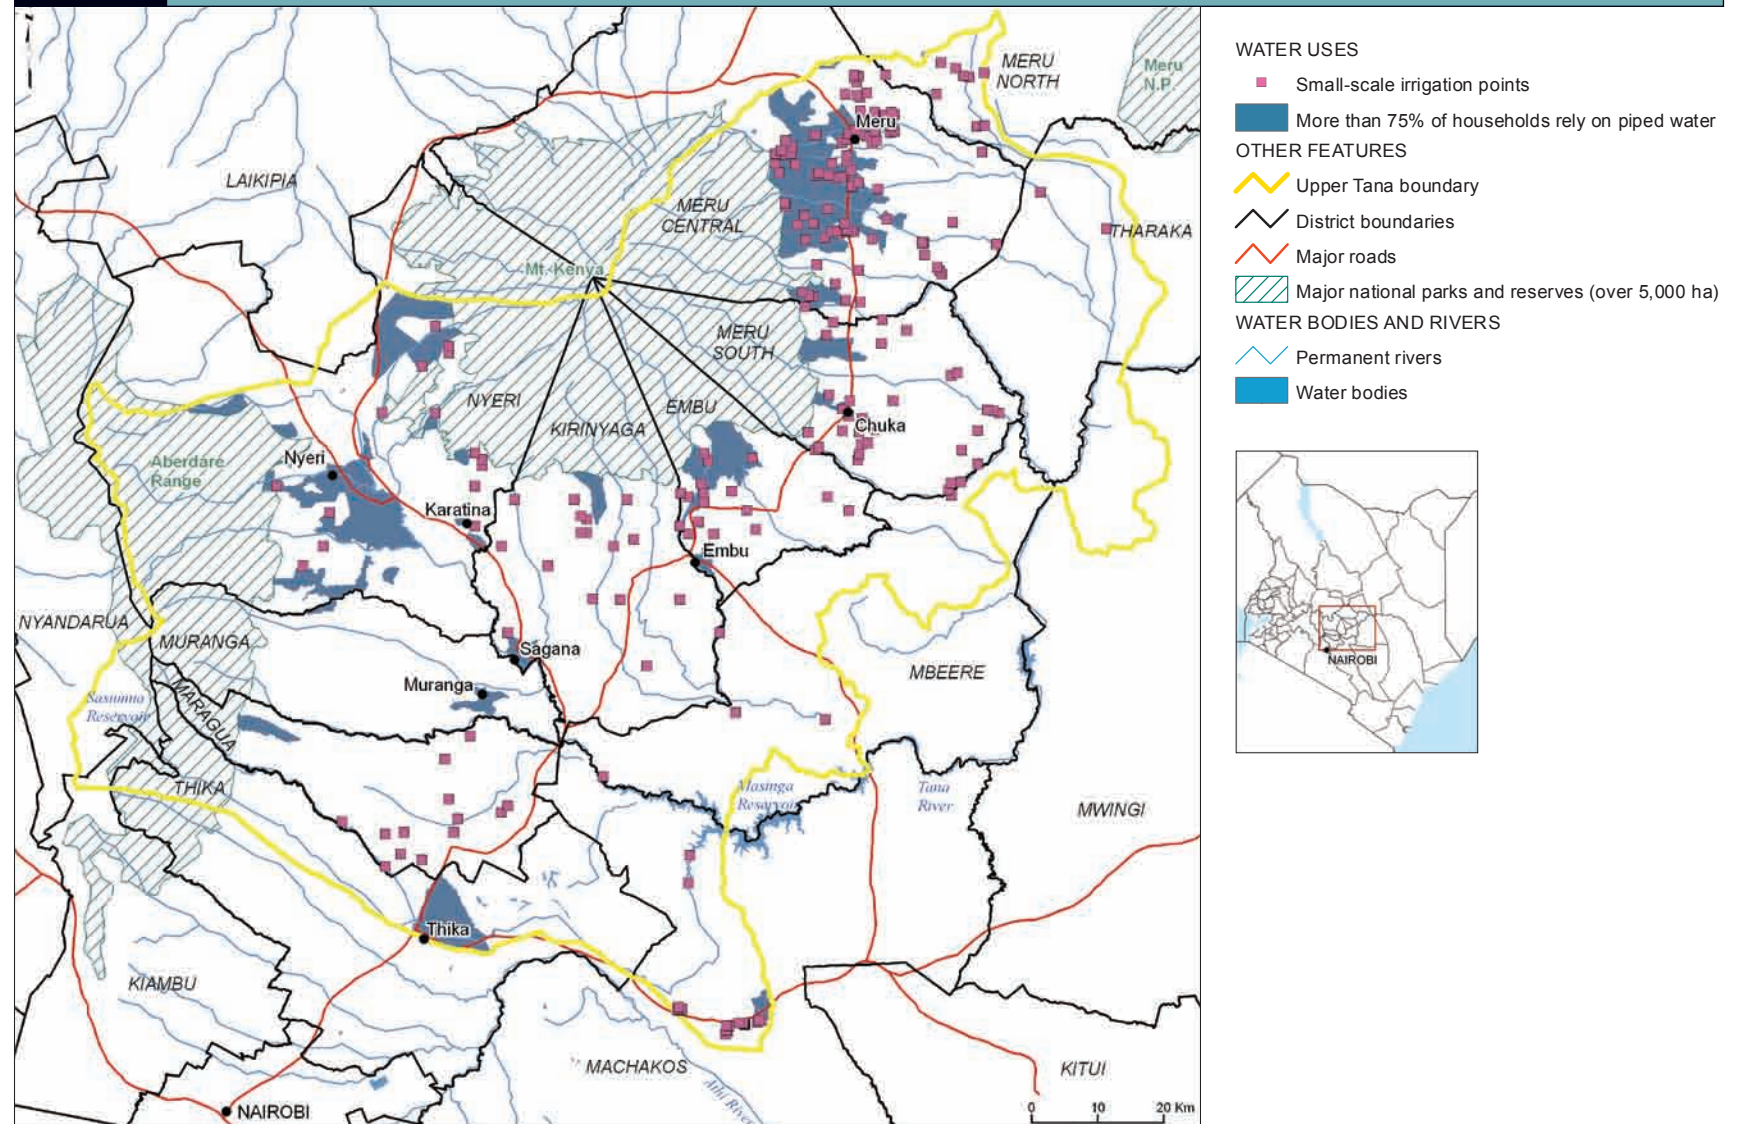 MERU
NORTH
Meru
N.P.
Meru
LAIKIPIA
MERU
CENTRAL
THARAKA
Mt. Kenya
MERU
SOUTH
NYERI
EMBU
KIRINYAGA
Chuka
Nyeri
Aberdare
Range
Karatina
Embu
NYANDARUA
MURANGA
Sagana
MBEERE
Muranga
MARAGUA
Sasumua
Reservoir
THIKA
Masinga
Reservoir
Tana
River
MWINGI
Thika
KIAMBU
MACHAKOS
KITUI
Athi River
NAIROBI
0 10 20 Km
WATER USES
Small-scale irrigation points
More than 75% of households rely on piped water
OTHER FEATURES
Upper Tana boundary
District boundaries
Major roads
Major national parks and reserves (over 5,000 ha)
WATER BODIES AND RIVERS
Permanent rivers
Water bodies
NAIROBI